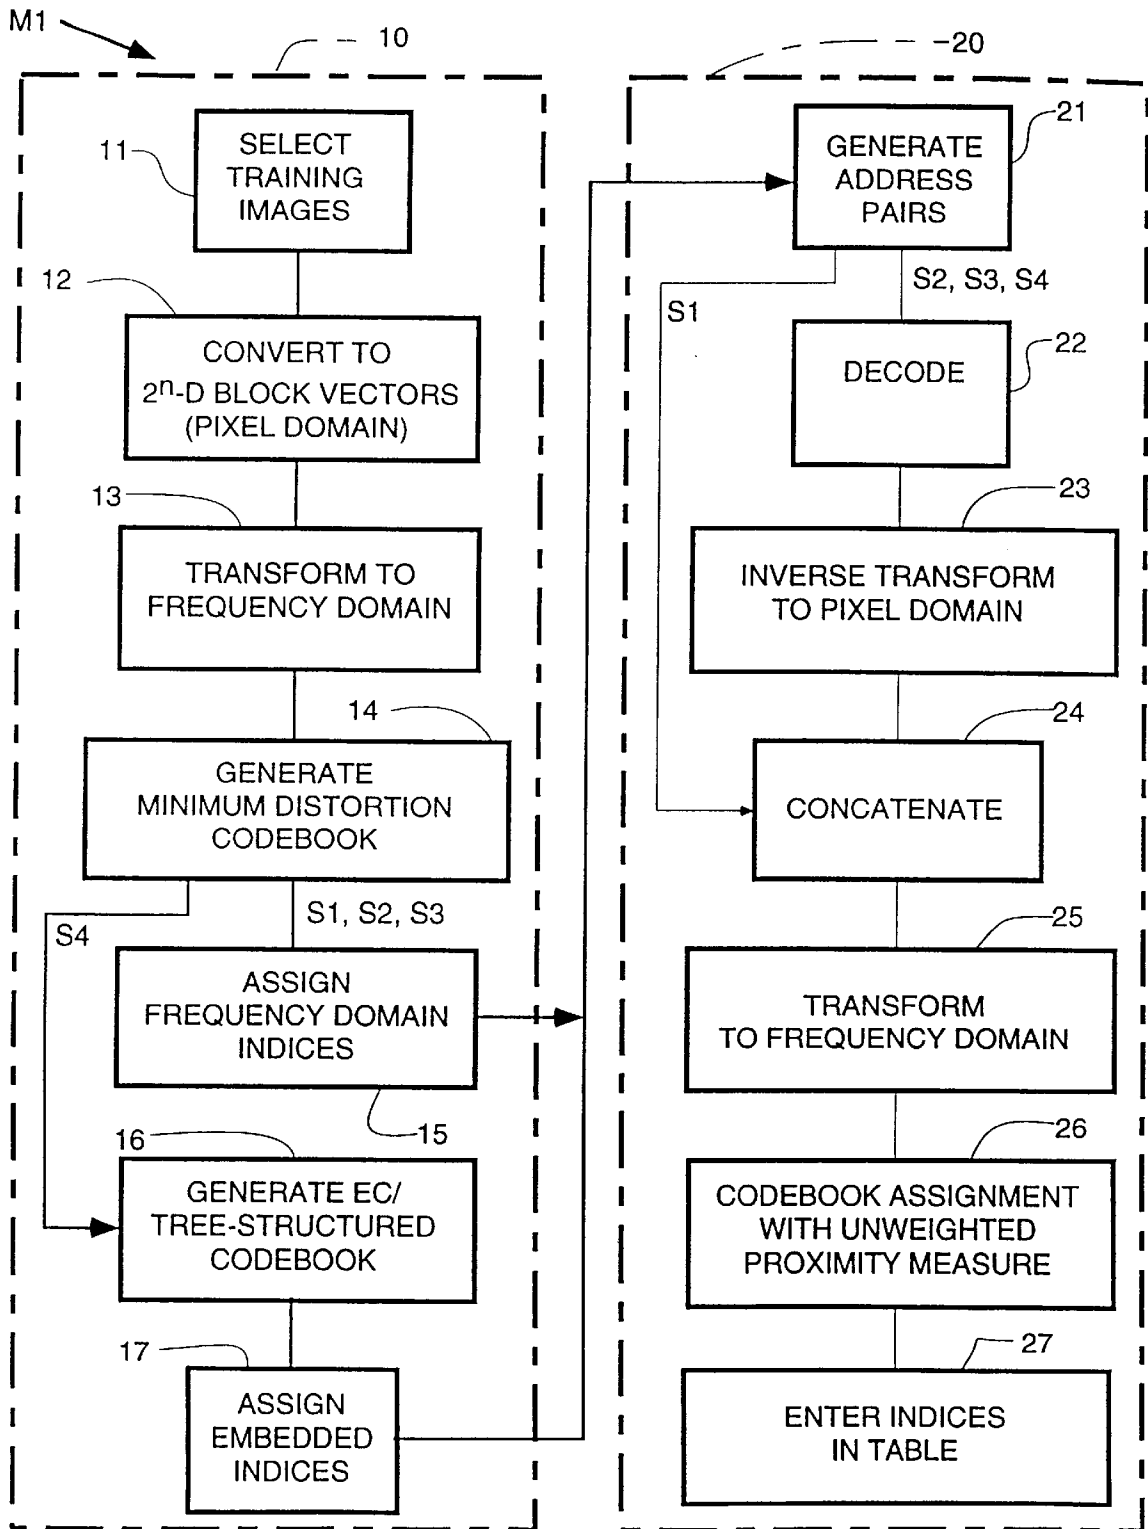 M1
10
11
SELECT
TRAINING
IMAGES
12
CONVERT TO
2ⁿ-D BLOCK VECTORS
(PIXEL DOMAIN)
13
TRANSFORM TO
FREQUENCY DOMAIN
14
GENERATE
MINIMUM DISTORTION
CODEBOOK
S4
S1, S2, S3
ASSIGN
FREQUENCY DOMAIN
INDICES
15
16
GENERATE EC/
TREE-STRUCTURED
CODEBOOK
17
ASSIGN
EMBEDDED
INDICES
20
21
GENERATE
ADDRESS
PAIRS
S1
S2, S3, S4
22
DECODE
23
INVERSE TRANSFORM
TO PIXEL DOMAIN
24
CONCATENATE
25
TRANSFORM
TO FREQUENCY DOMAIN
26
CODEBOOK ASSIGNMENT
WITH UNWEIGHTED
PROXIMITY MEASURE
27
ENTER INDICES
IN TABLE